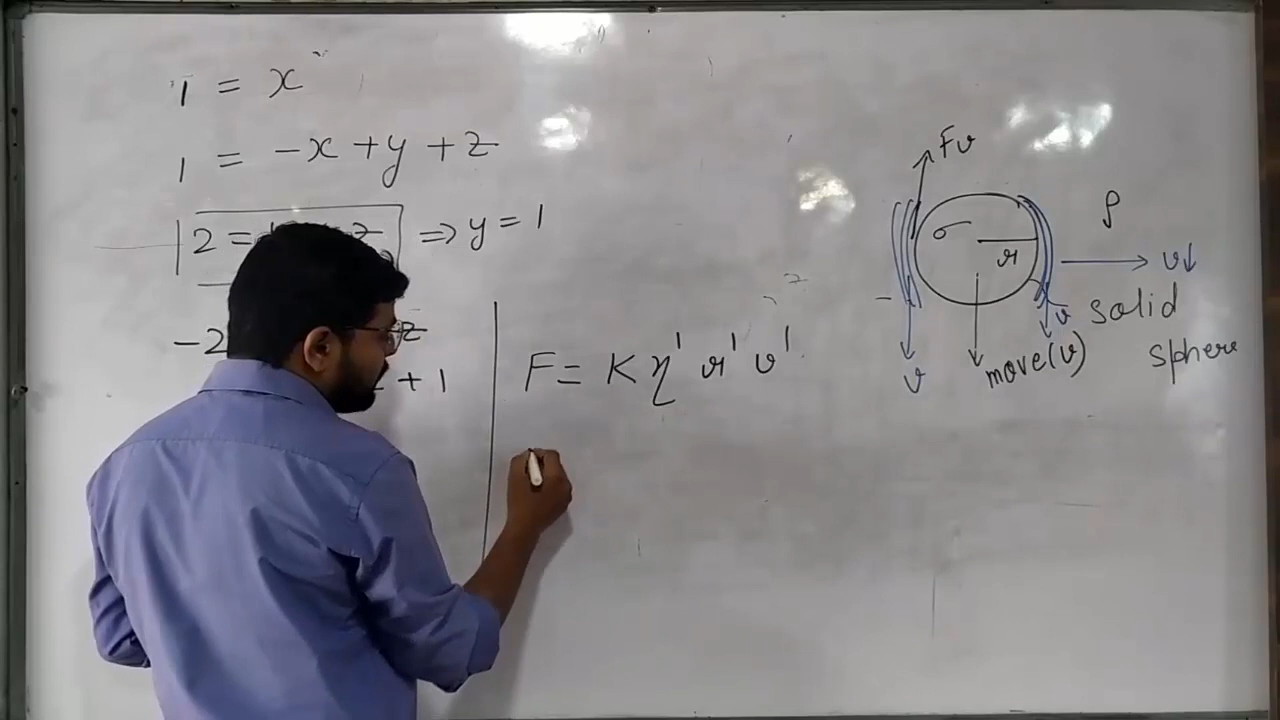 1 = x
1 = -x + y + z
2 = z ⇒ y = 1
-2 z
+ 1
F = K η¹ r¹ v¹
Fv
σ
r
ρ
v↓
v
v
move(v)
solid
sphere